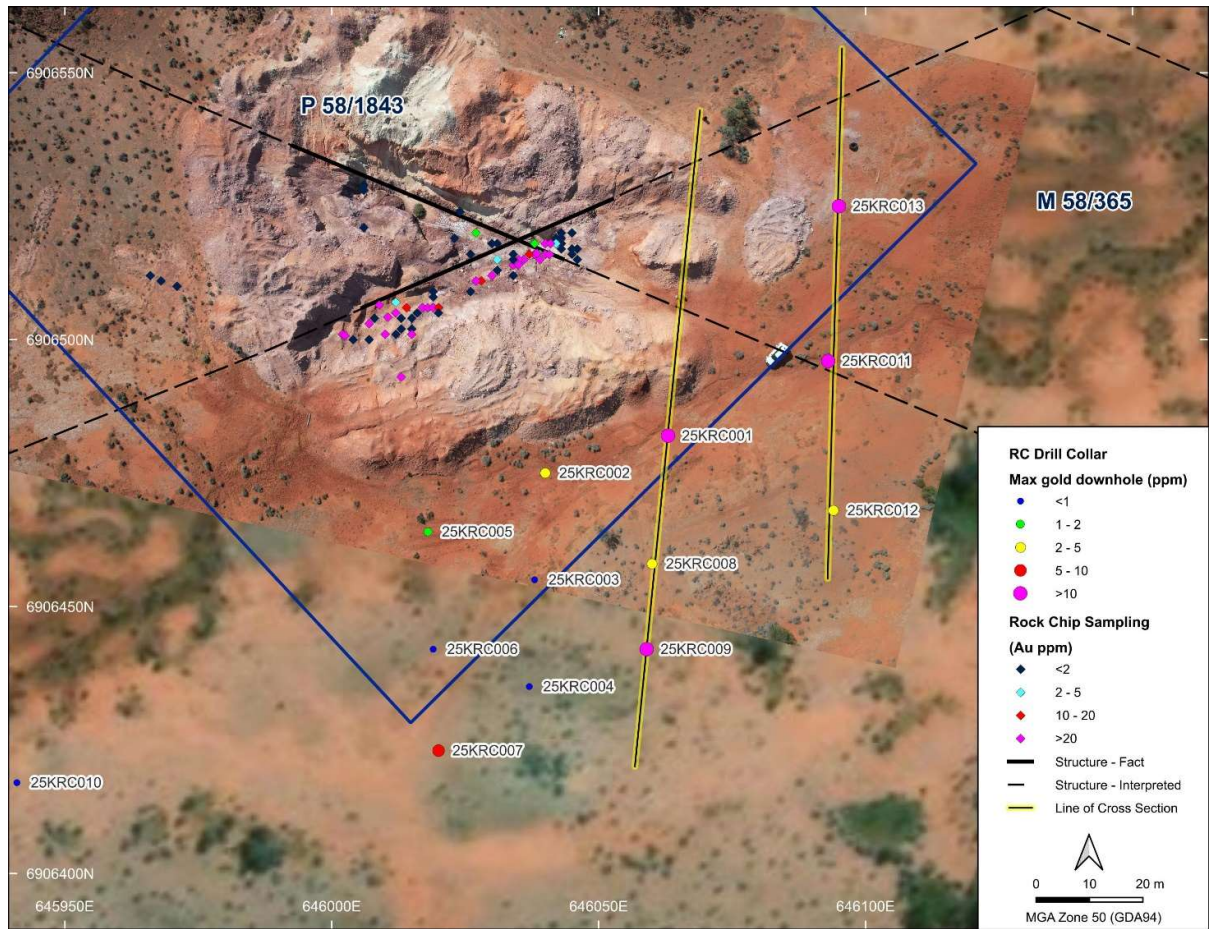 6906550N
P 58/1843
M 58/365
25KRC013
6906500N
25KRC011
25KRC001
25KRC002
25KRC012
25KRC005
25KRC008
25KRC003
6906450N
25KRC006
25KRC009
25KRC004
25KRC007
25KRC010
6906400N
645950E
646000E
646050E
646100E
RC Drill Collar
Max gold downhole (ppm)
<1
1 - 2
2 - 5
5 - 10
>10
Rock Chip Sampling
(Au ppm)
<2
2 - 5
10 - 20
>20
Structure - Fact
Structure - Interpreted
Line of Cross Section
0 10 20 m
MGA Zone 50 (GDA94)